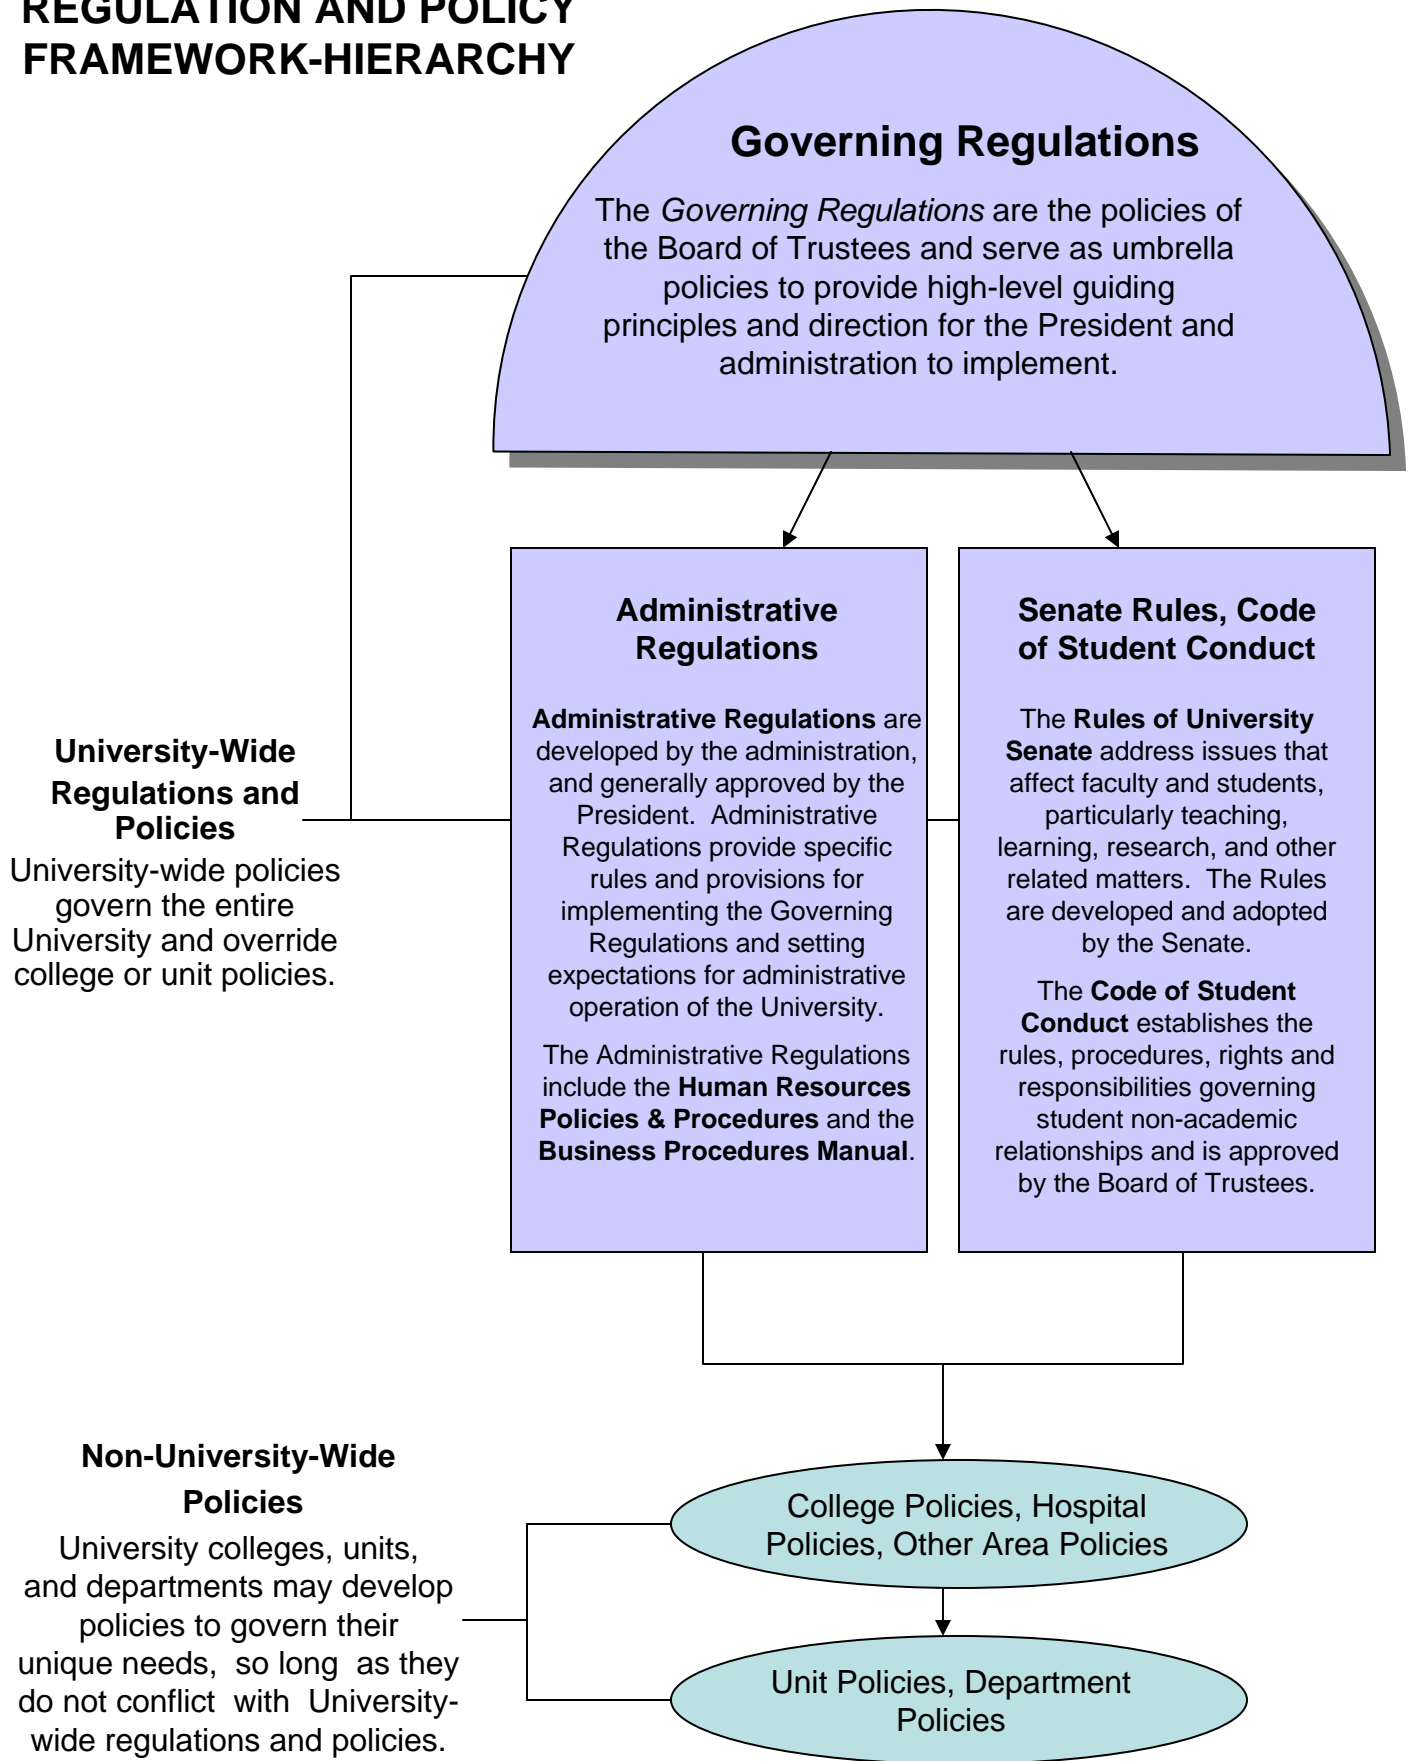 REGULATION AND POLICY
FRAMEWORK-HIERARCHY
Governing Regulations
The Governing Regulations are the policies of
the Board of Trustees and serve as umbrella
policies to provide high-level guiding
principles and direction for the President and
administration to implement.
Administrative
Regulations
Administrative Regulations are
developed by the administration,
and generally approved by the
President.  Administrative
Regulations provide specific
rules and provisions for
implementing the Governing
Regulations and setting
expectations for administrative
operation of the University.
The Administrative Regulations
include the Human Resources
Policies & Procedures and the
Business Procedures Manual.
Senate Rules, Code
of Student Conduct
The Rules of University
Senate address issues that
affect faculty and students,
particularly teaching,
learning, research, and other
related matters.  The Rules
are developed and adopted
by the Senate.
The Code of Student
Conduct establishes the
rules, procedures, rights and
responsibilities governing
student non-academic
relationships and is approved
by the Board of Trustees.
University-Wide
Regulations and
Policies
University-wide policies
govern the entire
University and override
college or unit policies.
Non-University-Wide
Policies
University colleges, units,
and departments may develop
policies to govern their
unique needs,  so long  as they
do not conflict  with  University-
wide regulations and policies.
College Policies, Hospital
Policies, Other Area Policies
Unit Policies, Department
Policies